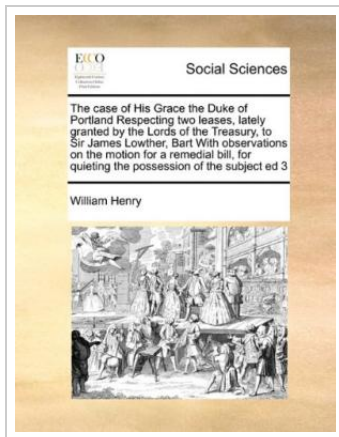 ECCO
Social Sciences
The case of His Grace the Duke of
Portland Respecting two leases, lately
granted by the Lords of the Treasury, to
Sir James Lowther, Bart With observations
on the motion for a remedial bill, for
quieting the possession of the subject ed 3
William Henry